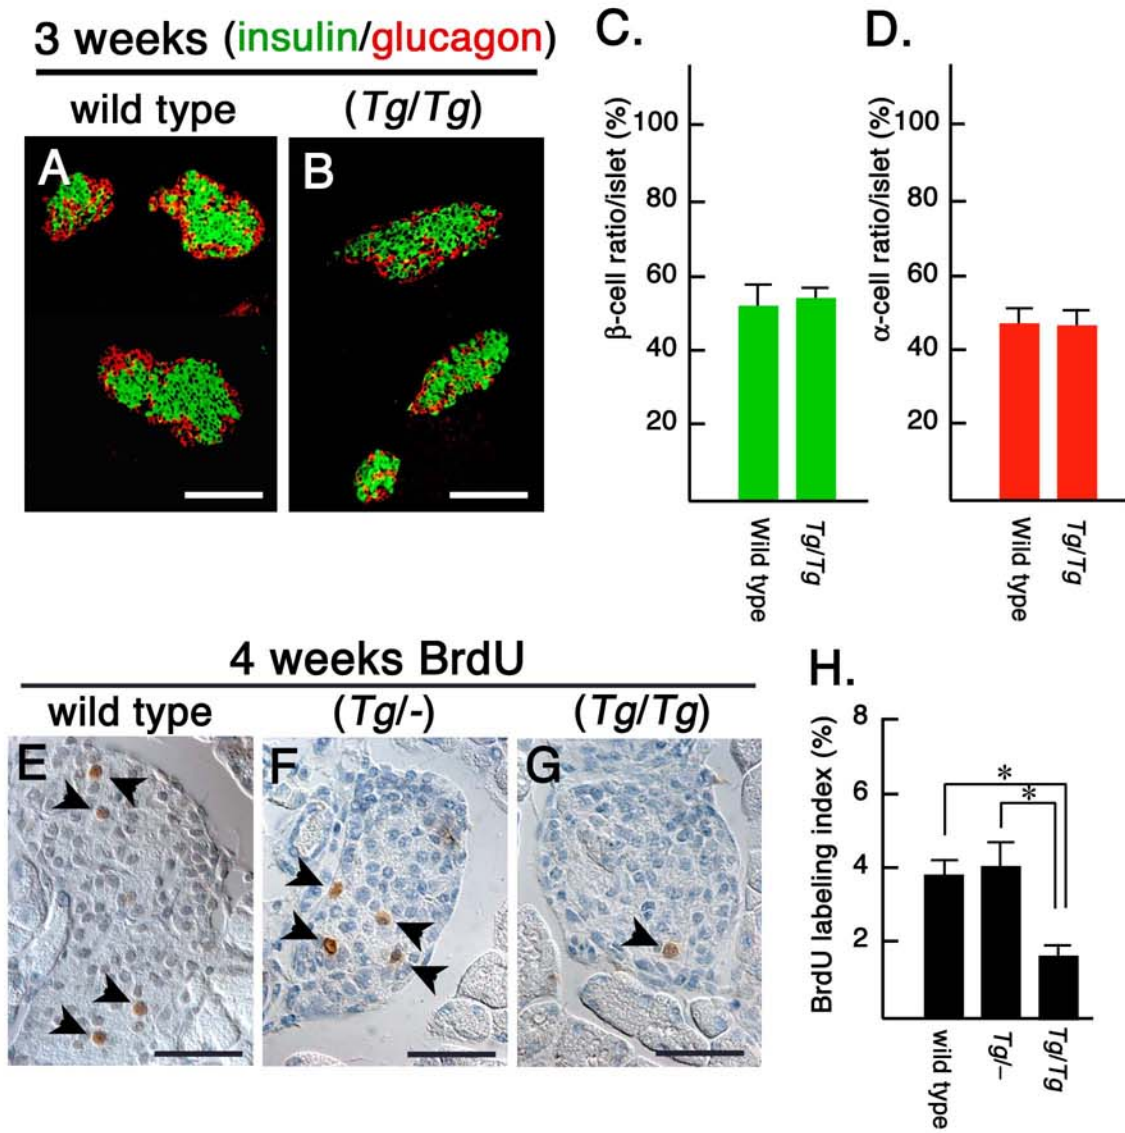 3 weeks (insulin/glucagon)
wild type
(Tg/Tg)
A
B
C.
β-cell ratio/islet (%)
100
80
60
40
20
Wild type
Tg/Tg
D.
α-cell ratio/islet (%)
100
80
60
40
20
Wild type
Tg/Tg
4 weeks BrdU
wild type
(Tg/-)
(Tg/Tg)
E
F
G
H.
BrdU labeling index (%)
8
6
4
2
*
*
wild type
Tg/–
Tg/Tg